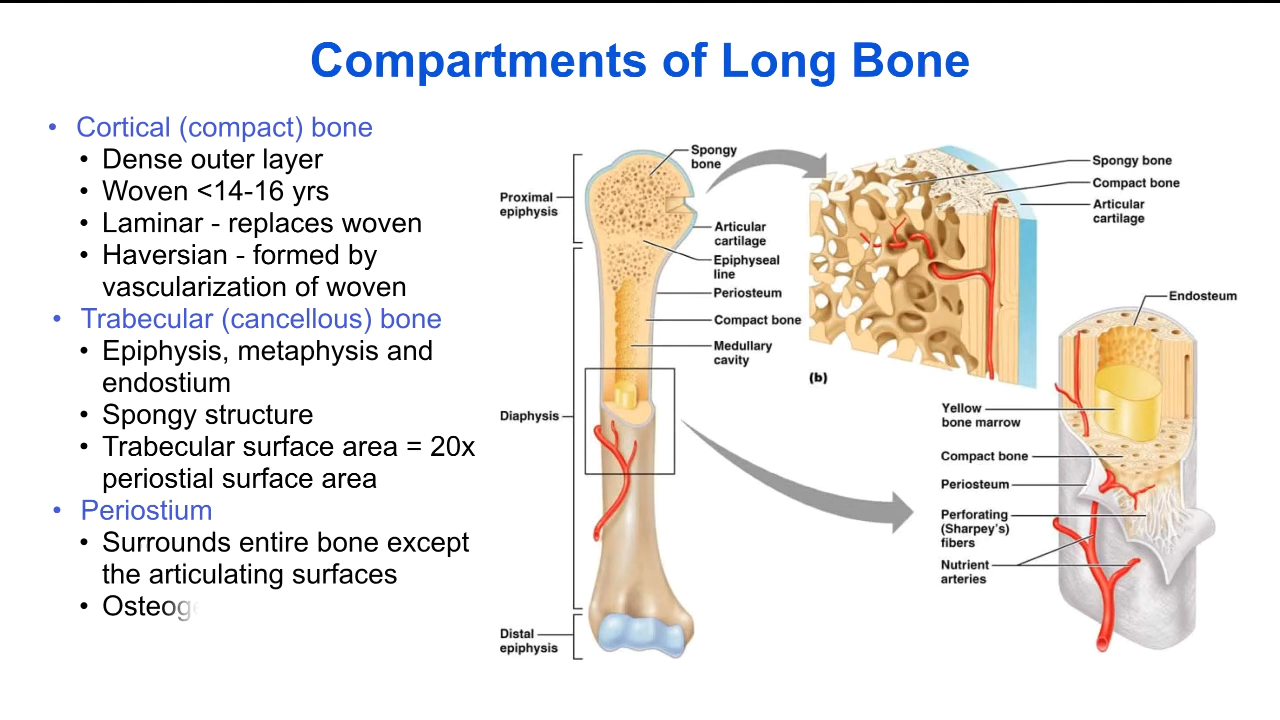 Compartments of Long Bone
• Cortical (compact) bone
• Dense outer layer
• Woven <14-16 yrs
• Laminar - replaces woven
• Haversian - formed by
vascularization of woven
• Trabecular (cancellous) bone
• Epiphysis, metaphysis and
endostium
• Spongy structure
• Trabecular surface area = 20x
periostial surface area
• Periostium
• Surrounds entire bone except
the articulating surfaces
•
Spongy
bone
Proximal
epiphysis
Articular
cartilage
Epiphyseal
line
Periosteum
Compact bone
Medullary
cavity
Diaphysis
Distal
epiphysis
Spongy bone
Compact bone
Articular
cartilage
(b)
Endosteum
Yellow
bone marrow
Compact bone
Periosteum
Perforating
(Sharpey's)
fibers
Nutrient
arteries